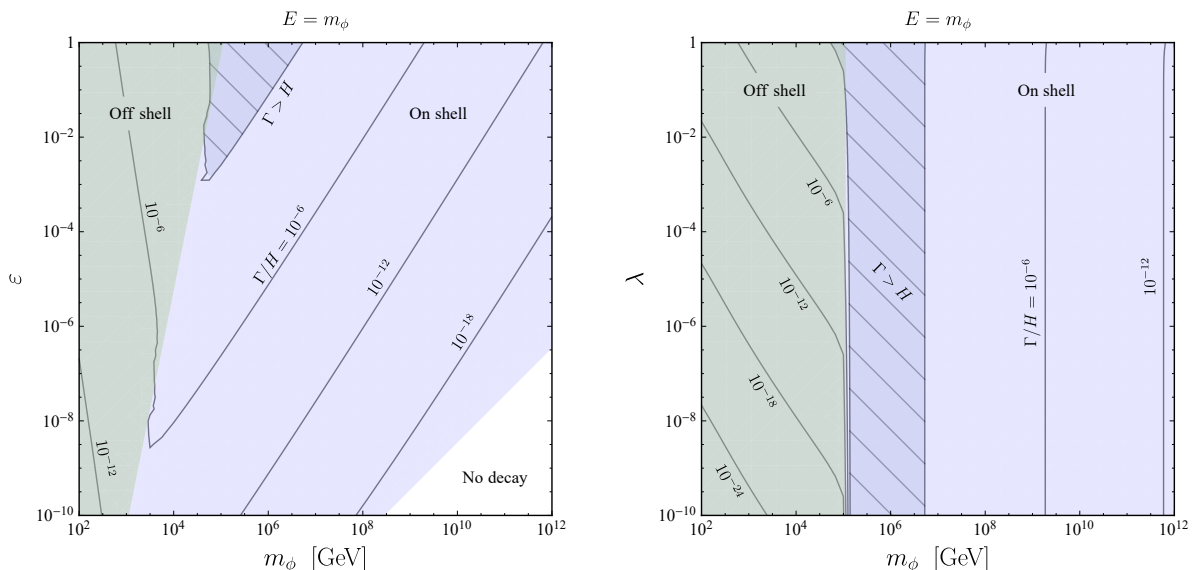 E = m_ϕ
1
10^−2
10^−4
10^−6
10^−8
10^−10
ε
Off shell
Γ > H
On shell
10^−6
Γ/H = 10^−6
10^−12
10^−18
10^−12
No decay
10^2
10^4
10^6
10^8
10^10
10^12
m_ϕ [GeV]
E = m_ϕ
1
10^−2
10^−4
10^−6
10^−8
10^−10
λ
Off shell
On shell
10^−6
Γ > H
10^−12
Γ/H = 10^−6
10^−12
10^−18
10^−24
10^2
10^4
10^6
10^8
10^10
10^12
m_ϕ [GeV]